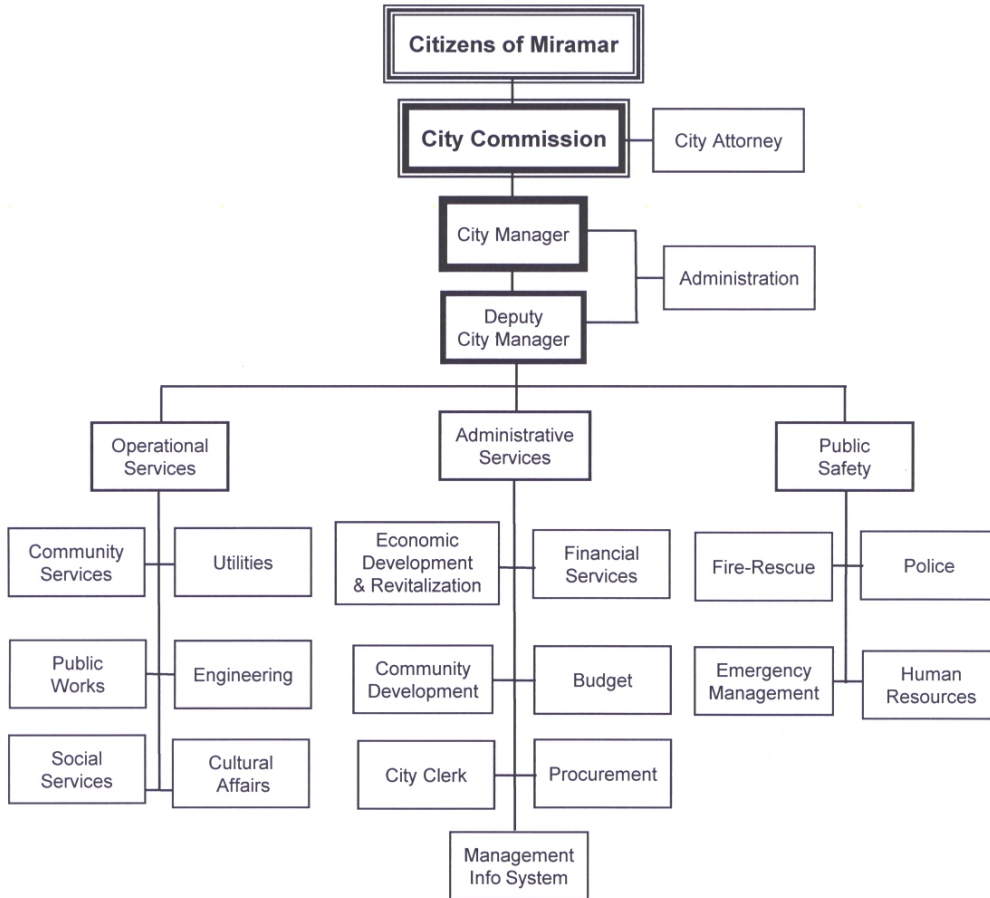 Citizens of Miramar
City Commission
City Attorney
City Manager
Administration
Deputy
City Manager
Operational
Services
Administrative
Services
Public
Safety
Community
Services
Utilities
Economic
Development
& Revitalization
Financial
Services
Fire-Rescue
Police
Public
Works
Engineering
Community
Development
Budget
Emergency
Management
Human
Resources
Social
Services
Cultural
Affairs
City Clerk
Procurement
Management
Info System